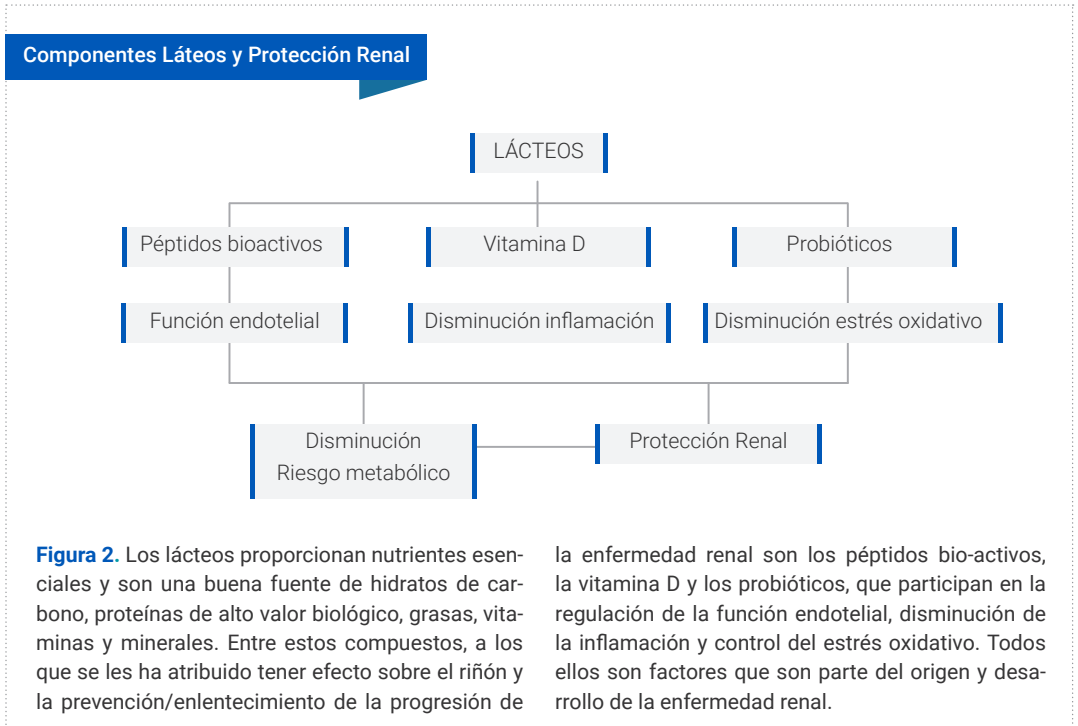 Componentes Láteos y Protección Renal
LÁCTEOS
Péptidos bioactivos
Vitamina D
Probióticos
Función endotelial
Disminución inflamación
Disminución estrés oxidativo
Disminución
Riesgo metabólico
Protección Renal
Figura 2. Los lácteos proporcionan nutrientes esen-
ciales y son una buena fuente de hidratos de car-
bono, proteínas de alto valor biológico, grasas, vita-
minas y minerales. Entre estos compuestos, a los
que se les ha atribuido tener efecto sobre el riñón y
la prevención/enlentecimiento de la progresión de
la enfermedad renal son los péptidos bio-activos,
la vitamina D y los probióticos, que participan en la
regulación de la función endotelial, disminución de
la inflamación y control del estrés oxidativo. Todos
ellos son factores que son parte del origen y desa-
rrollo de la enfermedad renal.